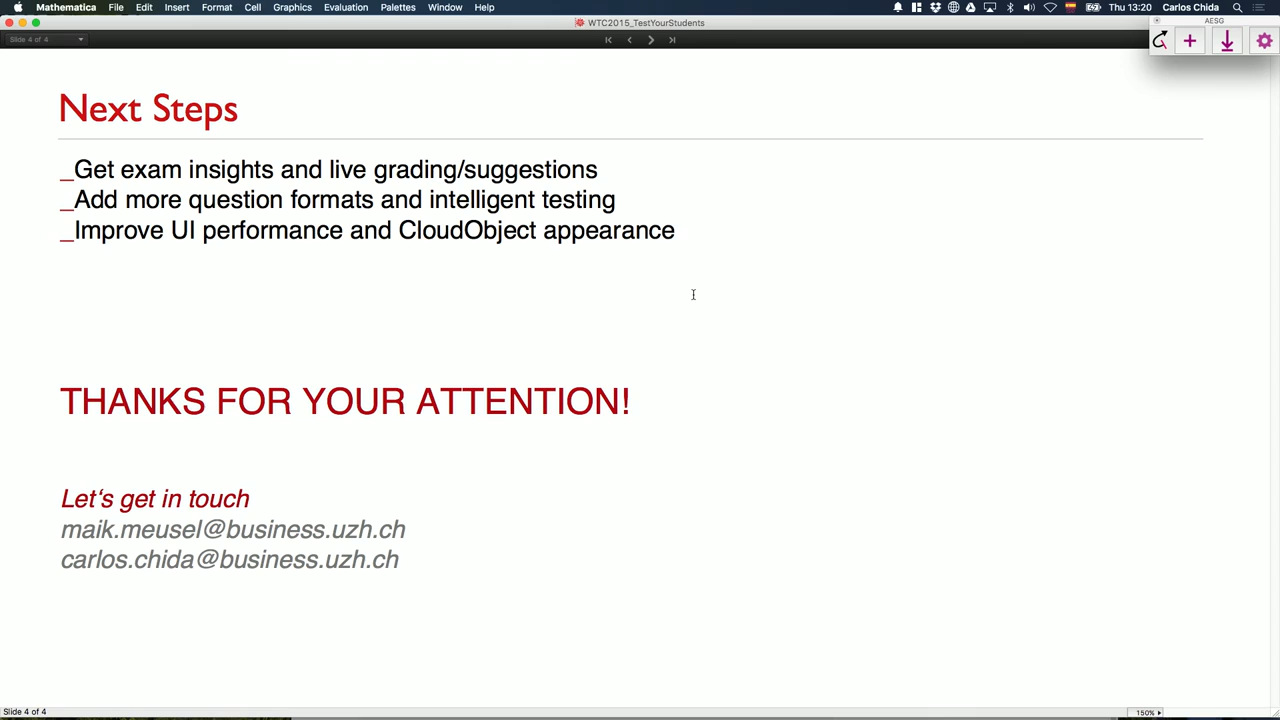 Mathematica File Edit Insert Format Cell Graphics Evaluation Palettes Window Help Thu 13:20 Carlos Chida
WTC2015_TestYourStudents
AESG
Slide 4 of 4
Next Steps
_Get exam insights and live grading/suggestions
_Add more question formats and intelligent testing
_Improve UI performance and CloudObject appearance
THANKS FOR YOUR ATTENTION!
Let‘s get in touch
maik.meusel@business.uzh.ch
carlos.chida@business.uzh.ch
Slide 4 of 4
150%